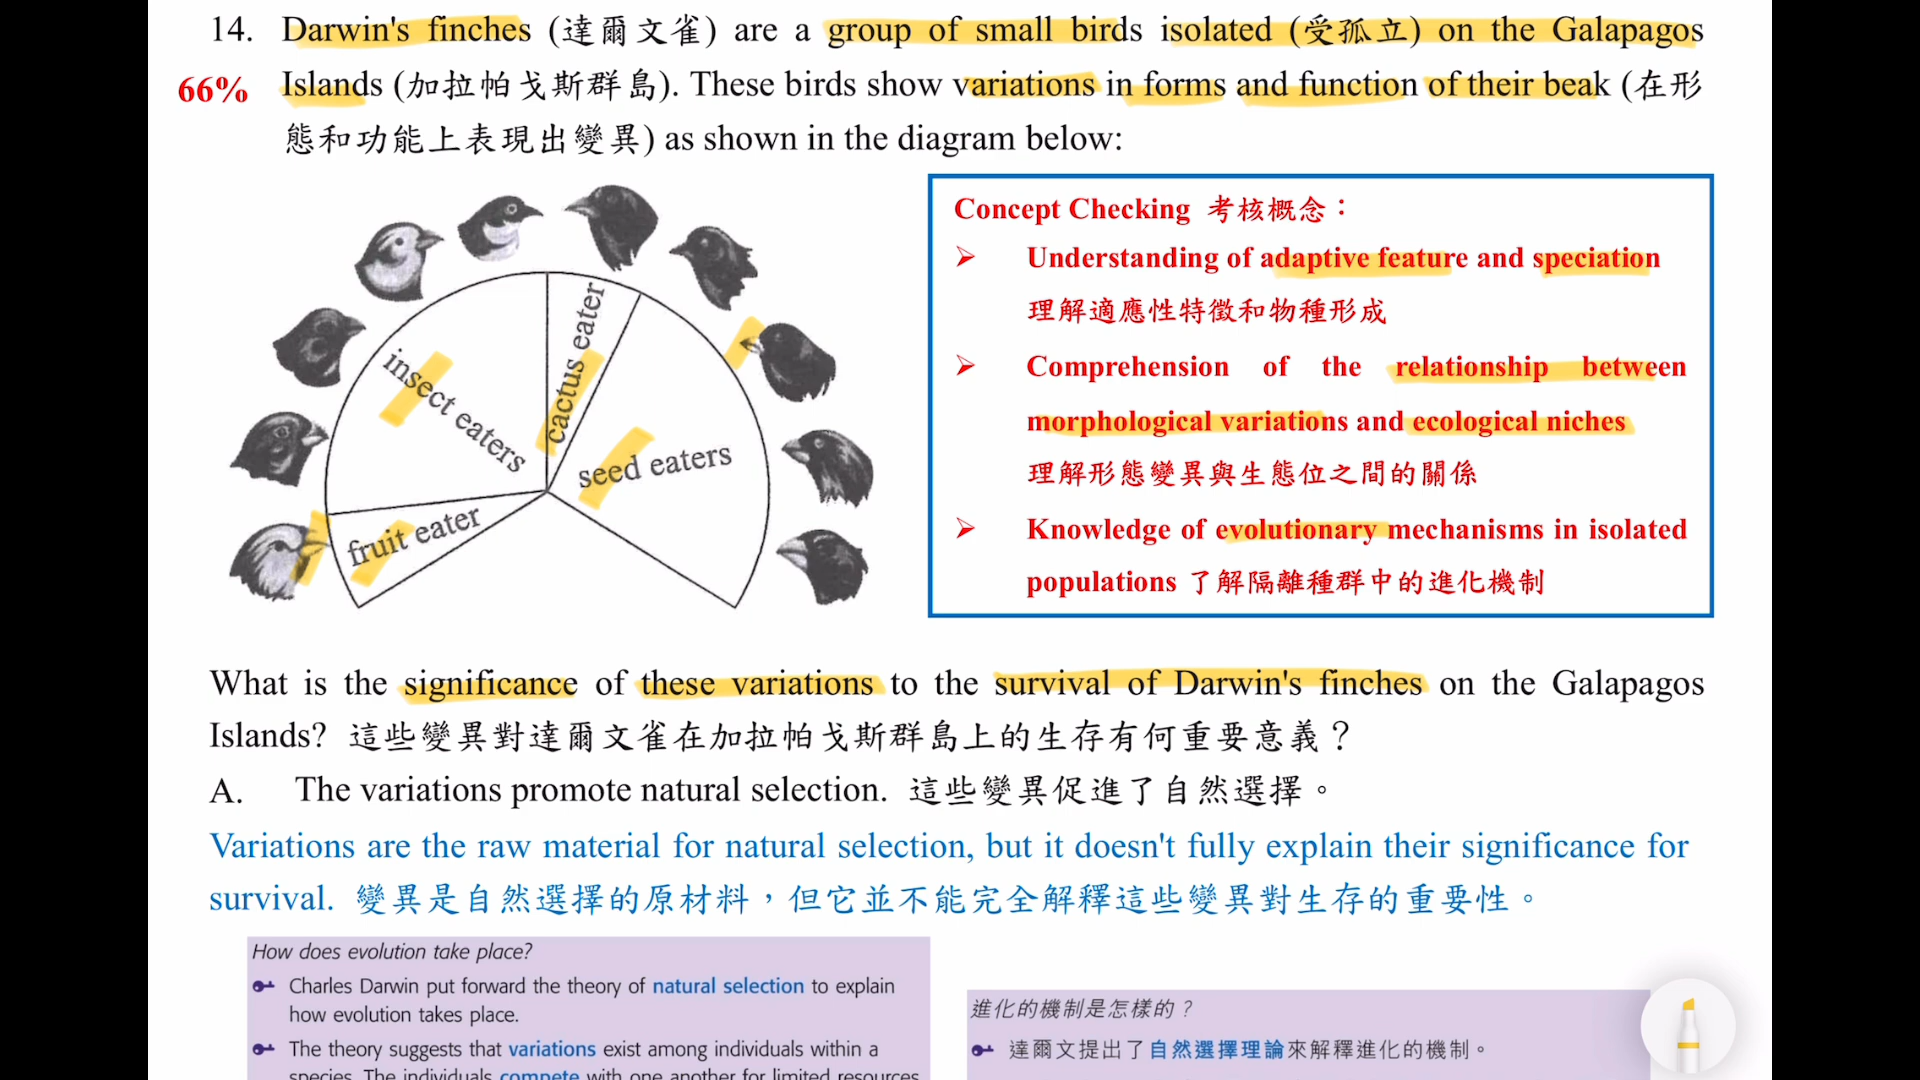 14. Darwin's finches (達爾文雀) are a group of small birds isolated (受孤立) on the Galapagos
66% Islands (加拉帕戈斯群島). These birds show variations in forms and function of their beak (在形
態和功能上表現出變異) as shown in the diagram below:
insect eaters
cactus eater
seed eaters
fruit eater
Concept Checking 考核概念：
➢ Understanding of adaptive feature and speciation
理解適應性特徵和物種形成
➢ Comprehension of the relationship between
morphological variations and ecological niches
理解形態變異與生態位之間的關係
➢ Knowledge of evolutionary mechanisms in isolated
populations 了解隔離種群中的進化機制
What is the significance of these variations to the survival of Darwin's finches on the Galapagos
Islands? 這些變異對達爾文雀在加拉帕戈斯群島上的生存有何重要意義？
A. The variations promote natural selection. 這些變異促進了自然選擇。
Variations are the raw material for natural selection, but it doesn't fully explain their significance for
survival. 變異是自然選擇的原材料，但它並不能完全解釋這些變異對生存的重要性。
How does evolution take place?
Charles Darwin put forward the theory of natural selection to explain
how evolution takes place.
The theory suggests that variations exist among individuals within a
species. The individuals compete with one another for limited resources
進化的機制是怎樣的？
達爾文提出了自然選擇理論來解釋進化的機制。